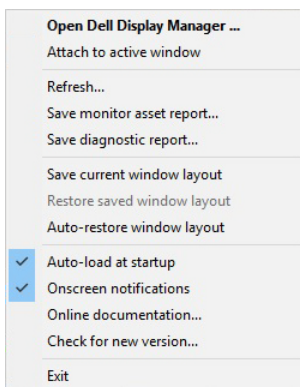 Open Dell Display Manager ...
Attach to active window
Refresh...
Save monitor asset report...
Save diagnostic report...
Save current window layout
Restore saved window layout
Auto-restore window layout
Auto-load at startup
Onscreen notifications
Online documentation...
Check for new version...
Exit